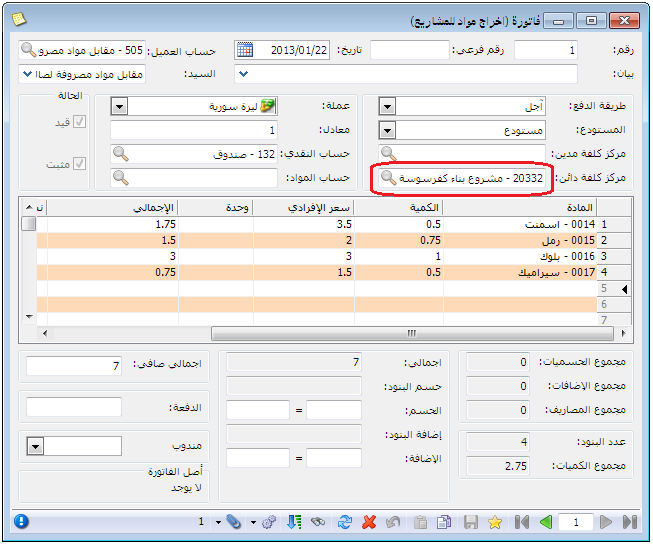 فاتورة (اخراج مواد للمشاريع)
رقم: 1 رقم فرعي: تاريخ: 2013/01/22 حساب العميل: 505 - مقابل مواد مصروفة
بيان: السيد: مقابل مواد مصروفة لصالح
طريقة الدفع: آجل عملة: ليرة سورية الحالة
المستودع: مستودع معادل: 1 قيد
مركز كلفة مدين: حساب النقدي: 132 - صندوق مثبت
مركز كلفة دائن: 20332 - مشروع بناء كفرسوسة حساب المواد:
المادة الكمية سعر الإفرادي وحدة الإجمالي
1 0014 - اسمنت 0.5 3.5 1.75
2 0015 - رمل 0.75 2 1.5
3 0016 - بلوك 1 3 3
4 0017 - سيراميك 0.5 1.5 0.75
5
6
7
مجموع الحسميات: 0 اجمالي: 7 اجمالي صافي: 7
مجموع الاضافات: 0 حسم البنود:
مجموع المصاريف: 0 الحسم: = الدفعة:
عدد البنود: 4 إضافة البنود: مندوب
مجموع الكميات: 2.75 الاضافة: = أصل الفاتورة
لا يوجد
1 1